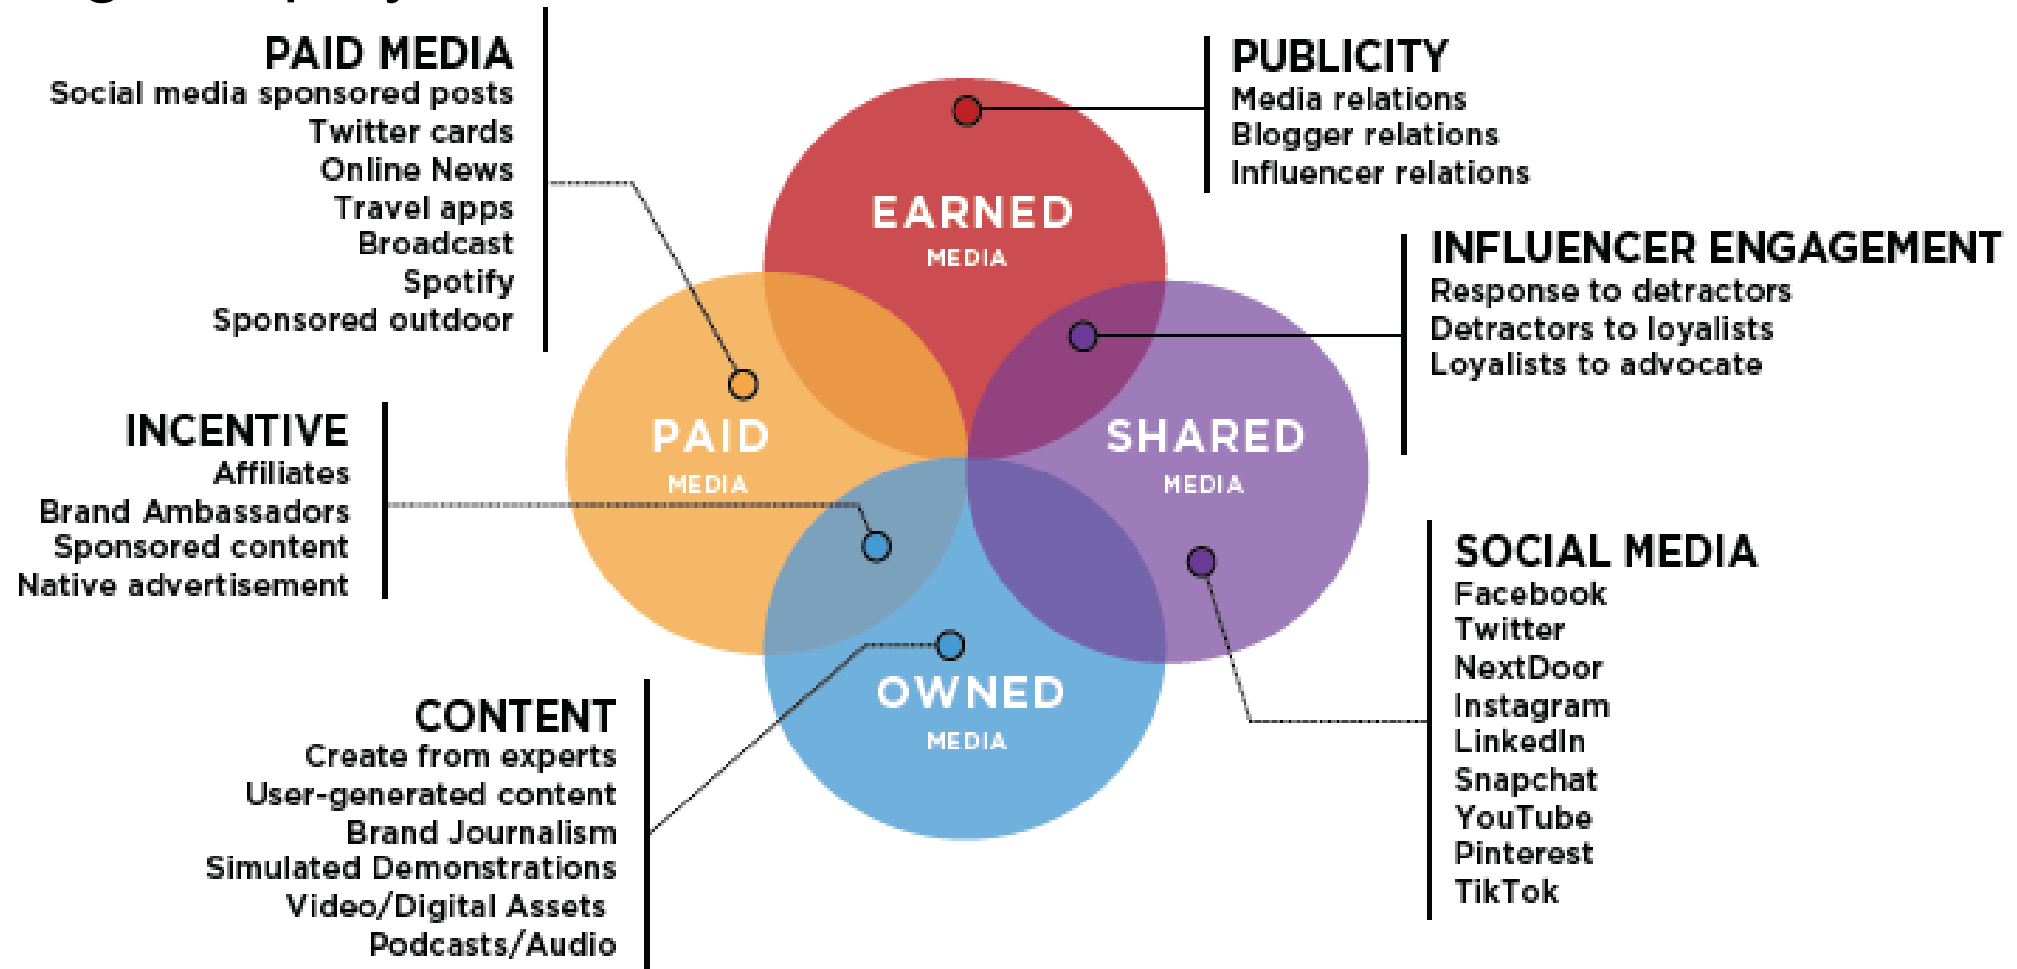 PAID MEDIA
Social media sponsored posts
Twitter cards
Online News
Travel apps
Broadcast
Spotify
Sponsored outdoor
INCENTIVE
Affiliates
Brand Ambassadors
Sponsored content
Native advertisement
CONTENT
Create from experts
User-generated content
Brand Journalism
Simulated Demonstrations
Video/Digital Assets
Podcasts/Audio
EARNED
MEDIA
PAID
MEDIA
SHARED
MEDIA
OWNED
MEDIA
PUBLICITY
Media relations
Blogger relations
Influencer relations
INFLUENCER ENGAGEMENT
Response to detractors
Detractors to loyalists
Loyalists to advocate
SOCIAL MEDIA
Facebook
Twitter
NextDoor
Instagram
LinkedIn
Snapchat
YouTube
Pinterest
TikTok